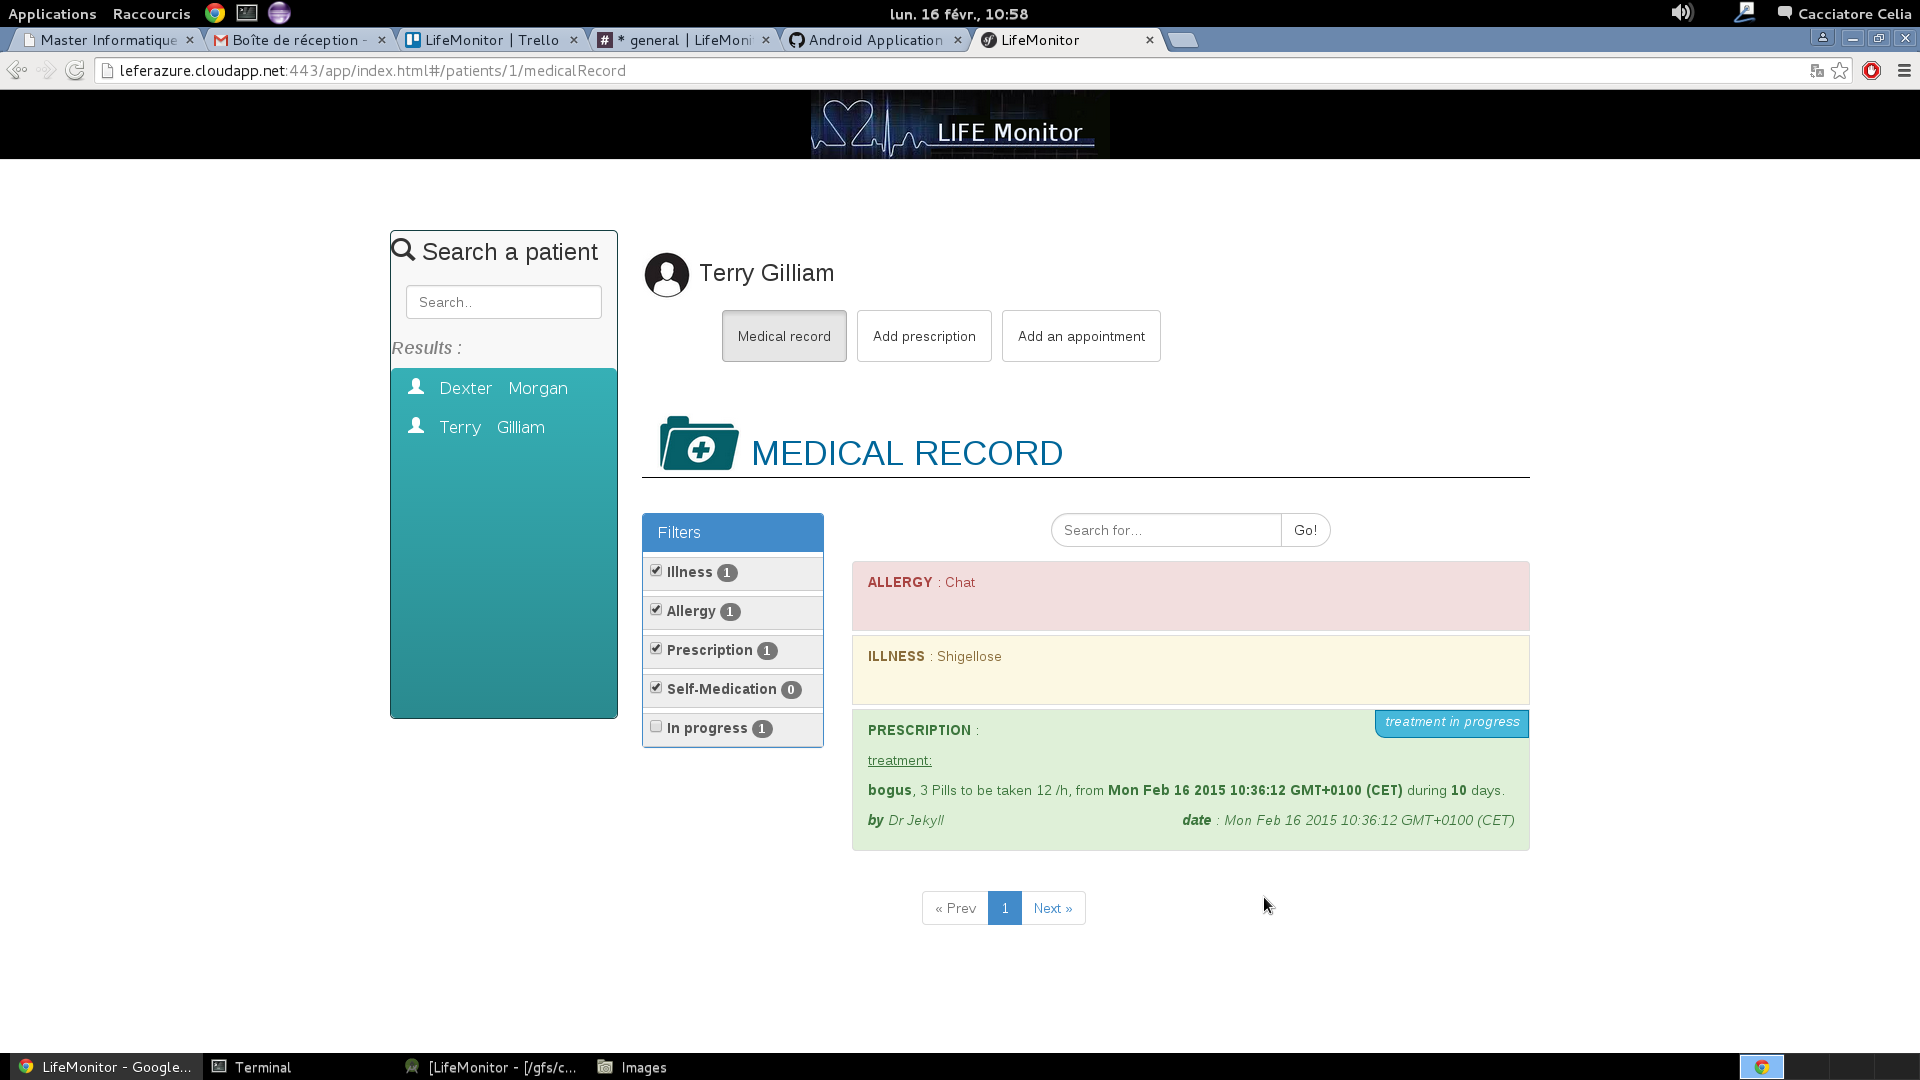 Applications Raccourcis lun. 16 févr., 10:58 Cacciatore Celia
Master Informatique Boîte de réception - LifeMonitor | Trello * general | LifeMoni Android Application LifeMonitor
leferazure.cloudapp.net:443/app/index.html#/patients/1/medicalRecord
LIFE Monitor
Search a patient
Search..
Results :
Dexter Morgan
Terry Gilliam
Terry Gilliam
Medical record Add prescription Add an appointment
MEDICAL RECORD
Filters
Illness 1
Allergy 1
Prescription 1
Self-Medication 0
In progress 1
Search for... Go!
ALLERGY : Chat
ILLNESS : Shigellose
PRESCRIPTION : treatment in progress
treatment:
bogus, 3 Pills to be taken 12 /h, from Mon Feb 16 2015 10:36:12 GMT+0100 (CET) during 10 days.
by Dr Jekyll date : Mon Feb 16 2015 10:36:12 GMT+0100 (CET)
« Prev 1 Next »
LifeMonitor - Google... Terminal [LifeMonitor - [/gfs/c... Images